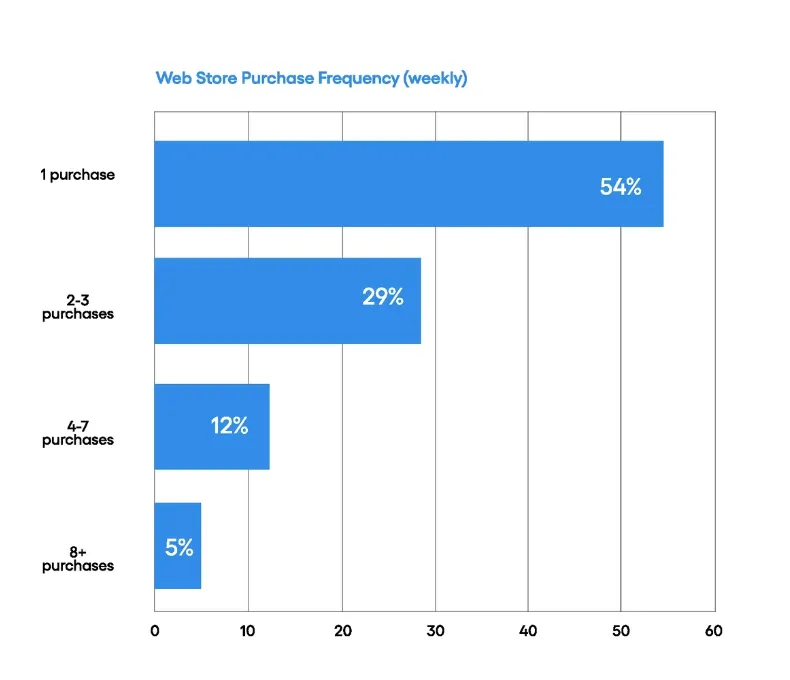 Web Store Purchase Frequency (weekly)
1 purchase
54%
2-3
purchases
29%
4-7
purchases
12%
8+
purchases
5%
0 10 20 30 40 50 60